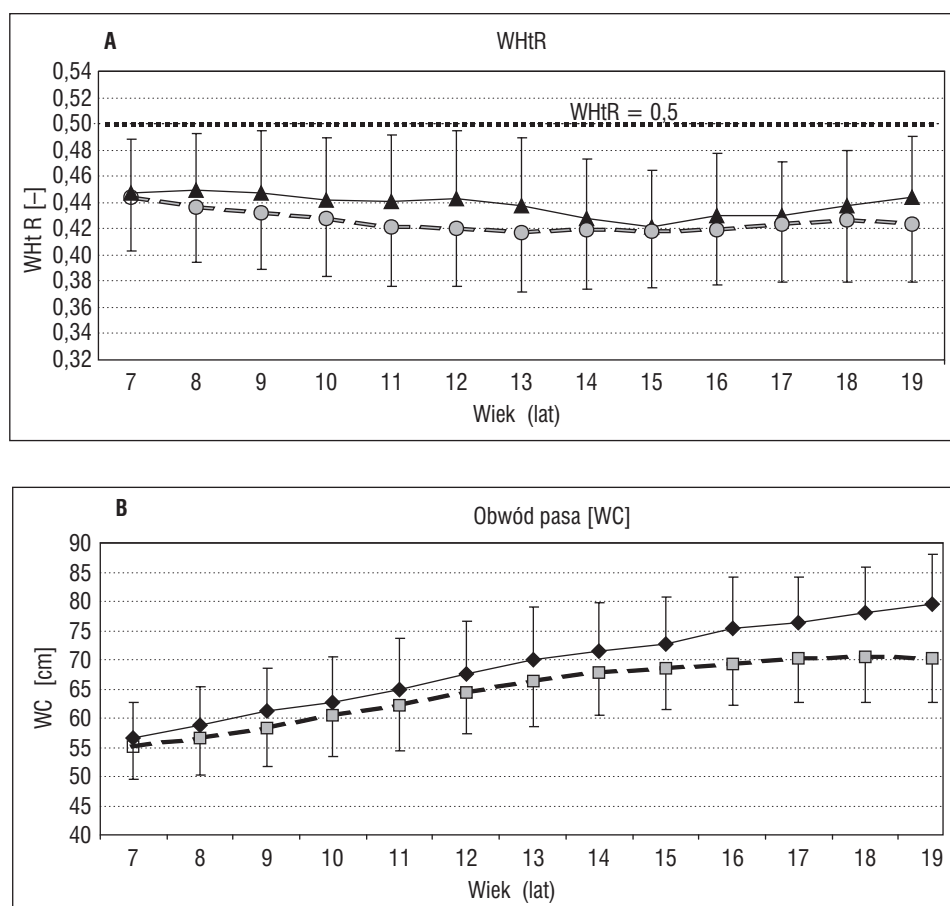 A
WHtR
0,54
0,52
0,50
0,48
0,46
0,44
0,42
0,40
0,38
0,36
0,34
0,32
WHt R [–]
WHtR = 0,5
7 8 9 10 11 12 13 14 15 16 17 18 19
Wiek (lat)
B
Obwód pasa [WC]
90
85
80
75
70
65
60
55
50
45
40
WC [cm]
7 8 9 10 11 12 13 14 15 16 17 18 19
Wiek (lat)